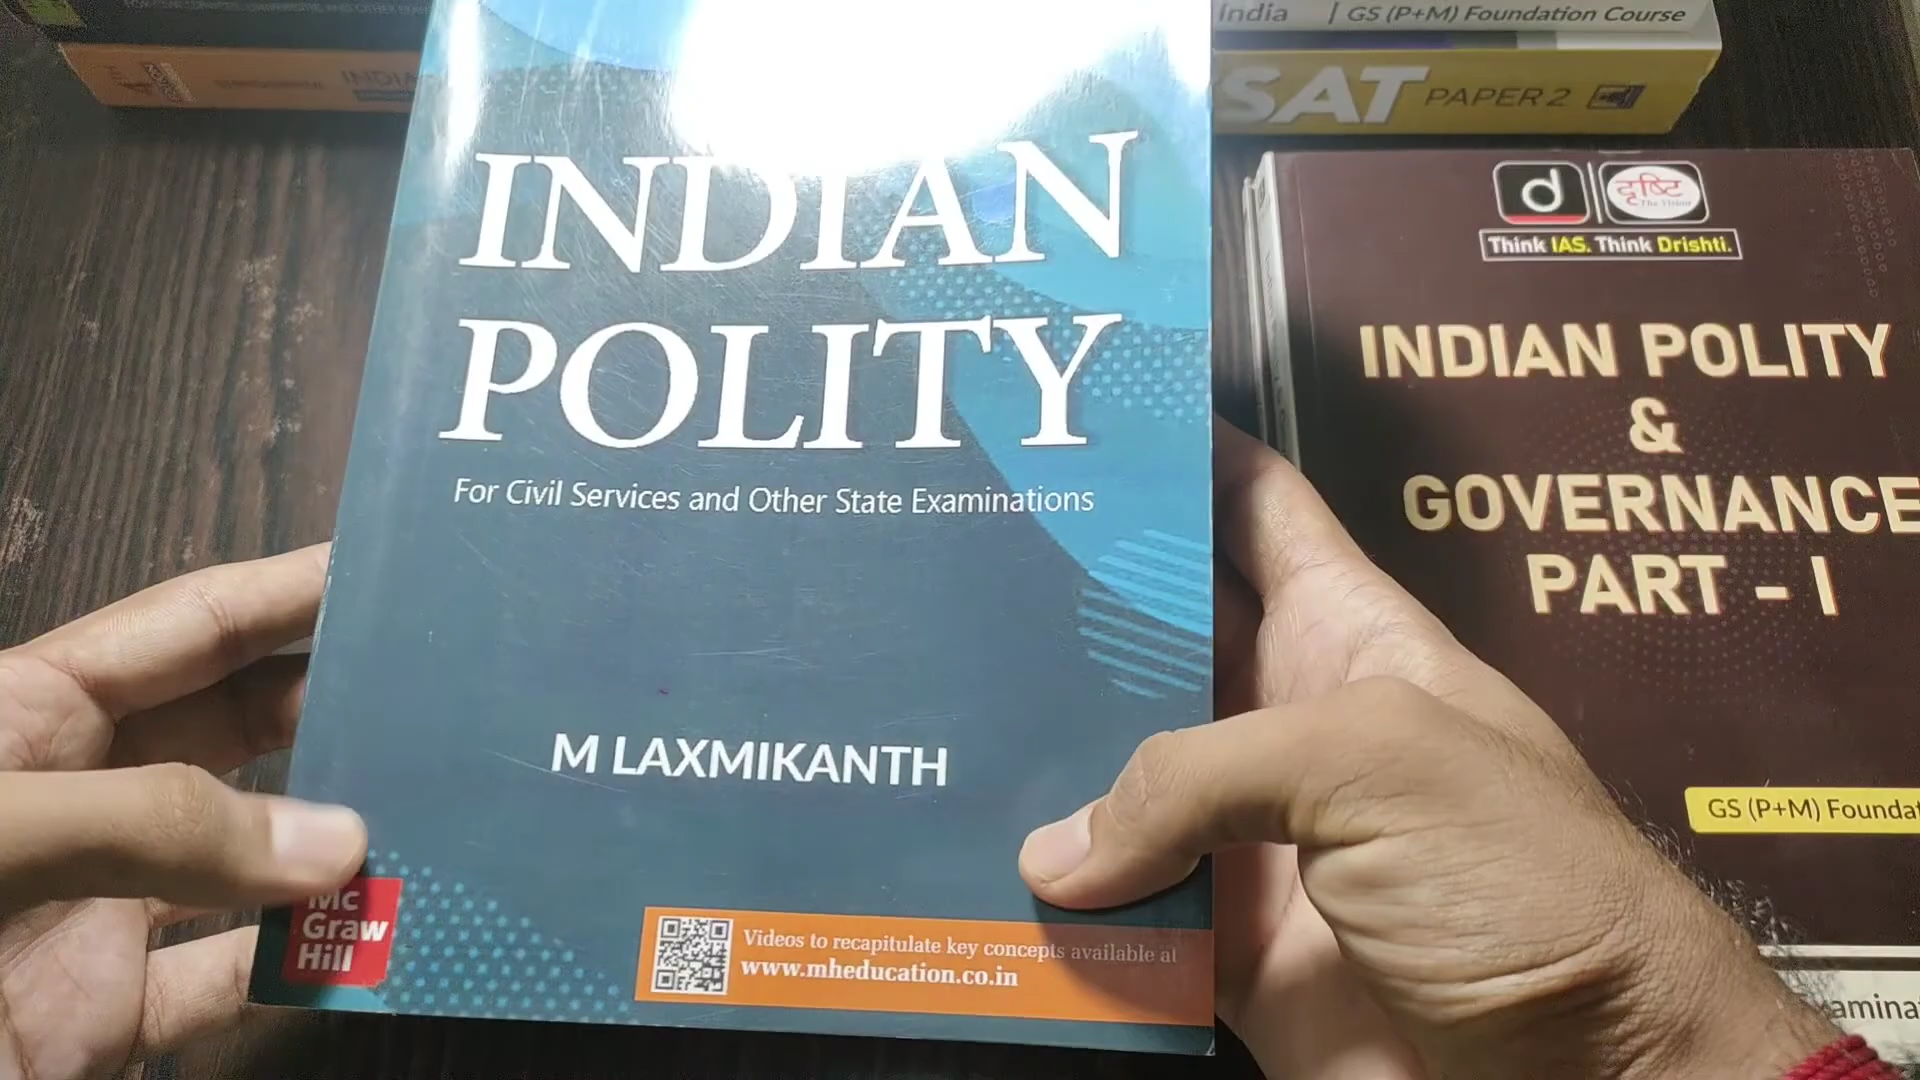 India | GS (P+M) Foundation Course
SAT PAPER 2
INDIAN
POLITY
For Civil Services and Other State Examinations
M LAXMIKANTH
Mc
Graw
Hill
Videos to recapitulate key concepts available at
www.mheducation.co.in
d दृष्टि
The Vision
Think IAS. Think Drishti.
INDIAN POLITY
&
GOVERNANCE
PART - I
GS (P+M)